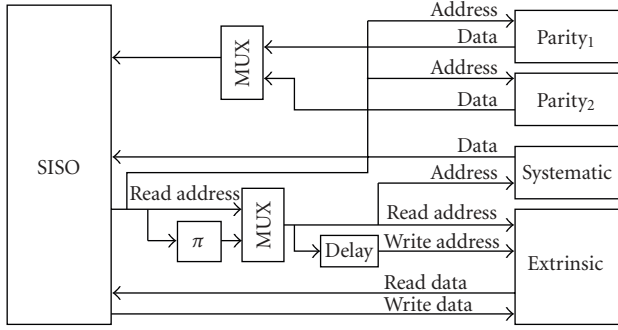 Address
Data
Parity₁
MUX
Address
Data
Parity₂
SISO
Data
Address
Systematic
Read address
MUX
π
Read address
Delay
Write address
Extrinsic
Read data
Write data